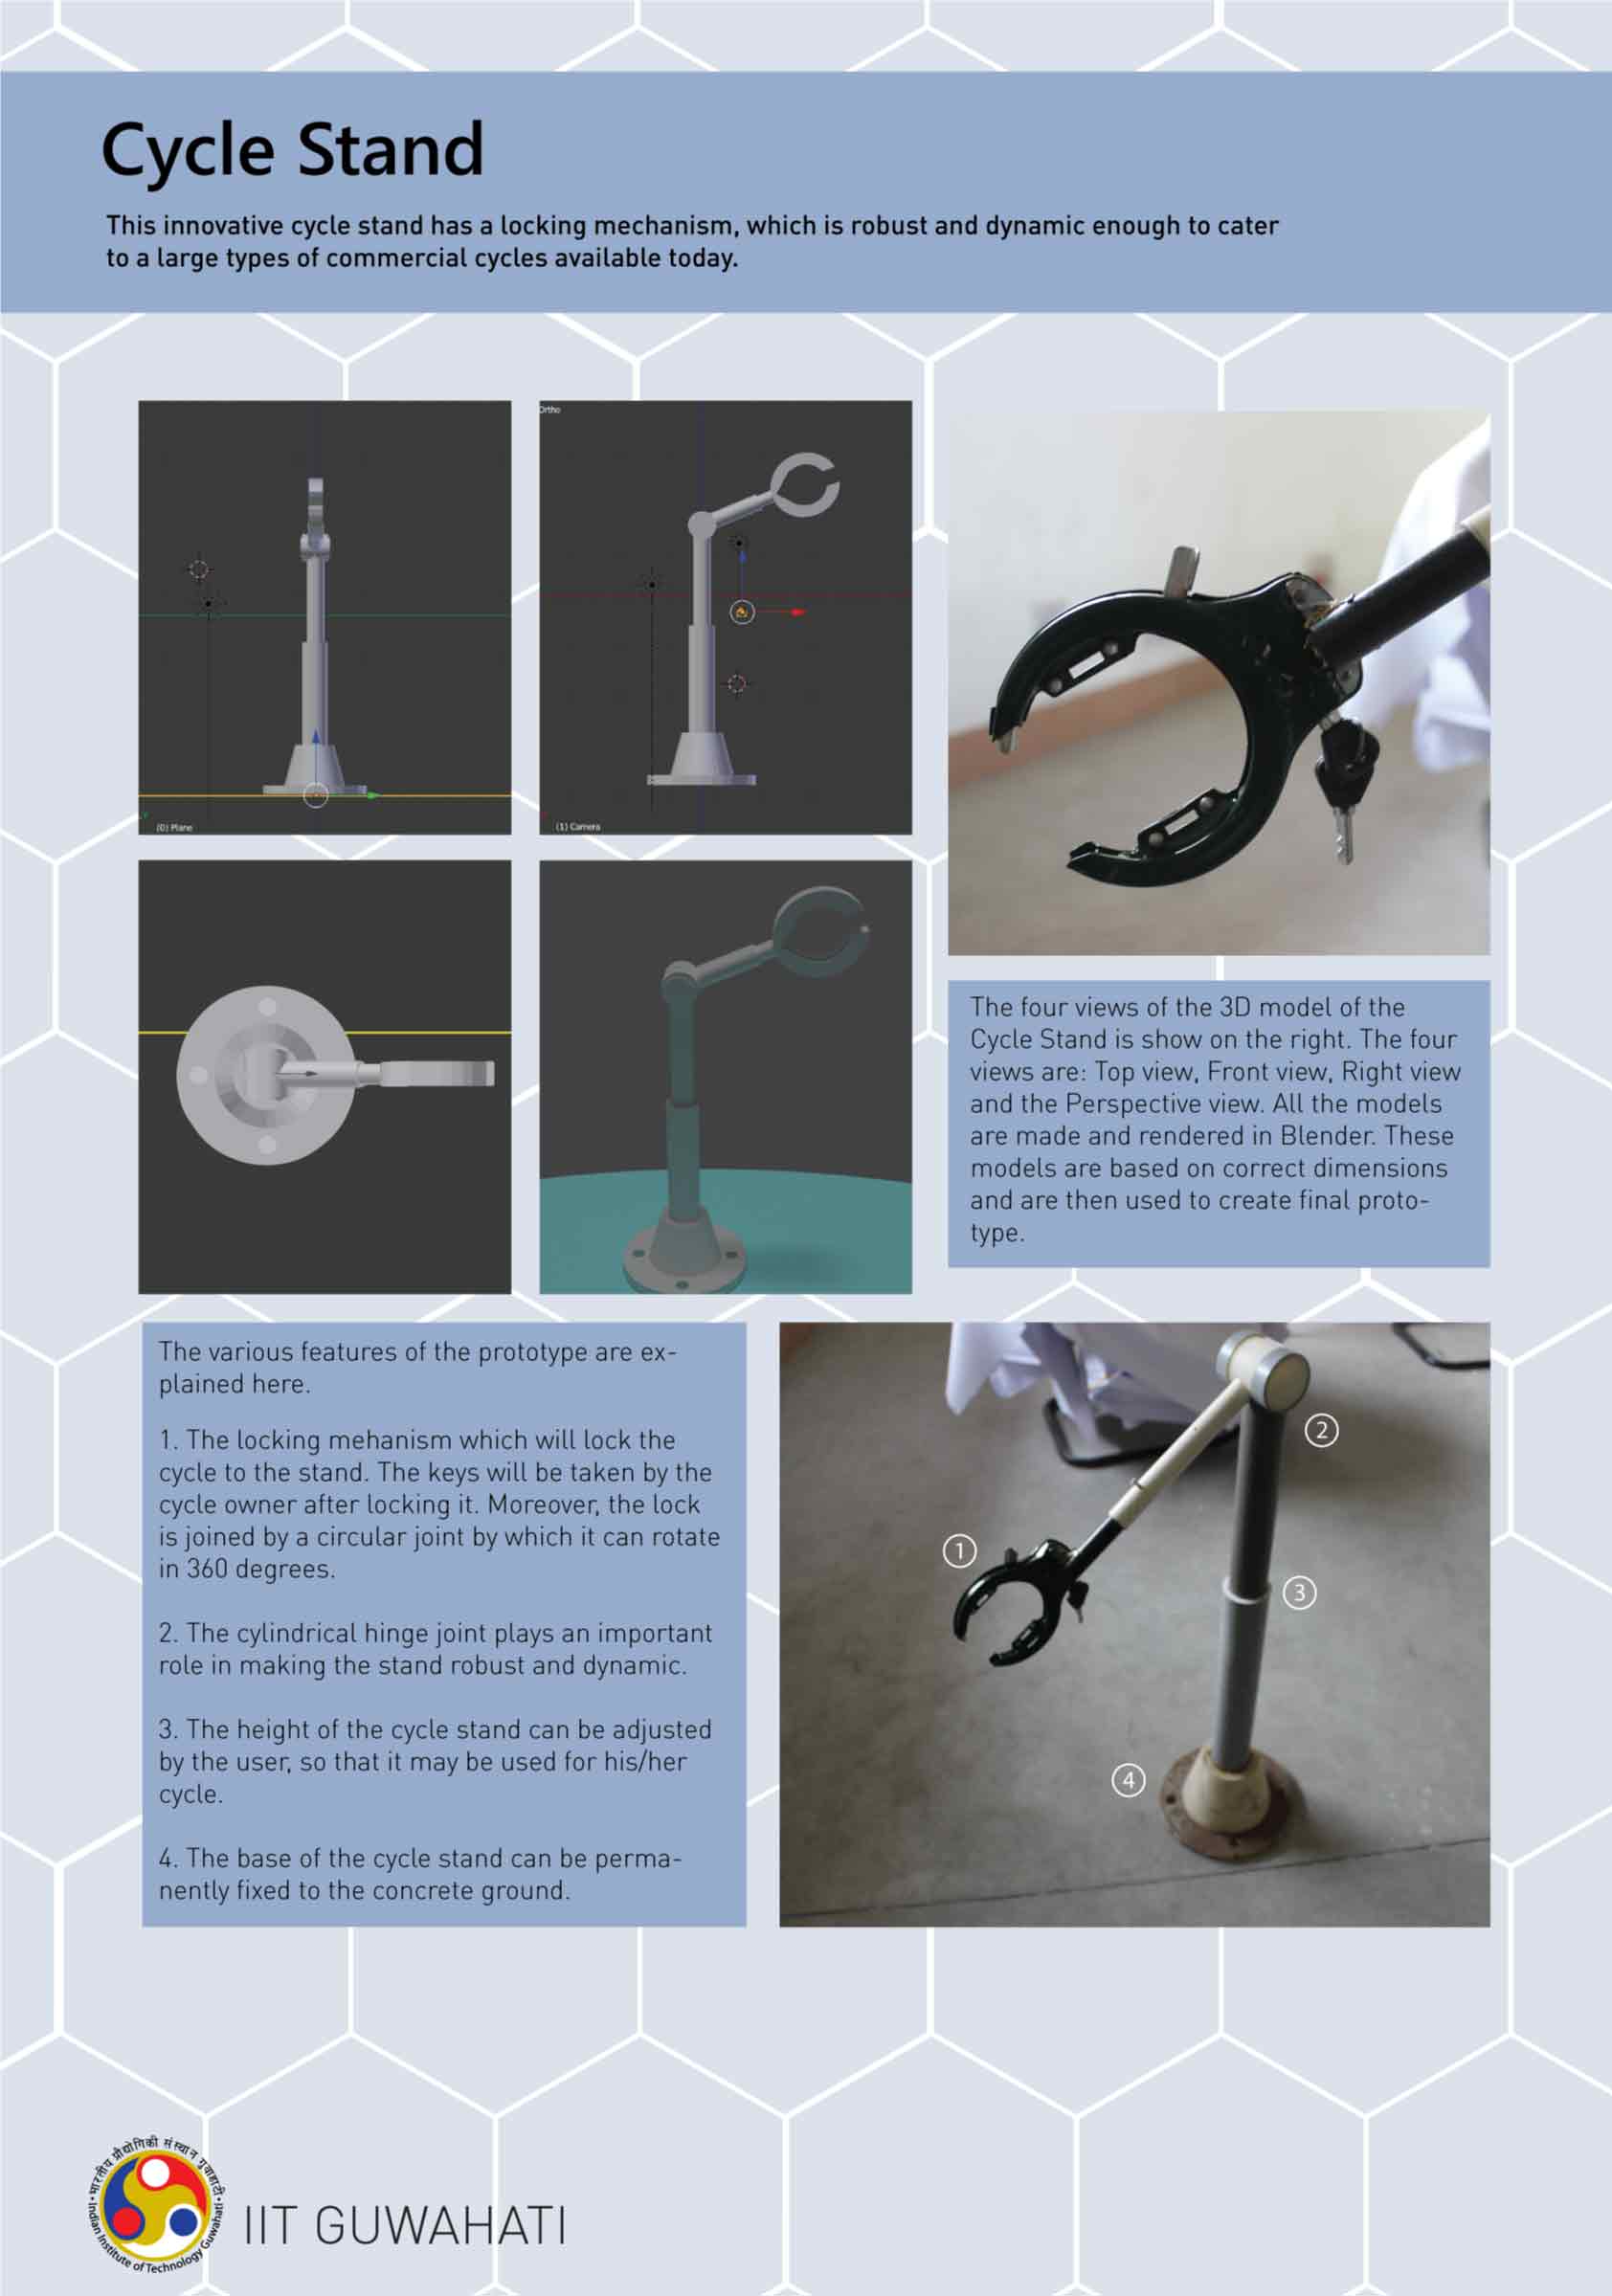 Cycle Stand
This innovative cycle stand has a locking mechanism, which is robust and dynamic enough to cater
to a large types of commercial cycles available today.
Ortho
(0) Plane
(1) Camera
The four views of the 3D model of the
Cycle Stand is show on the right. The four
views are: Top view, Front view, Right view
and the Perspective view. All the models
are made and rendered in Blender. These
models are based on correct dimensions
and are then used to create final proto-
type.
The various features of the prototype are ex-
plained here.
1. The locking mehanism which will lock the
cycle to the stand. The keys will be taken by the
cycle owner after locking it. Moreover, the lock
is joined by a circular joint by which it can rotate
in 360 degrees.
2. The cylindrical hinge joint plays an important
role in making the stand robust and dynamic.
3. The height of the cycle stand can be adjusted
by the user, so that it may be used for his/her
cycle.
4. The base of the cycle stand can be perma-
nently fixed to the concrete ground.
2
1
3
4
भारतीय प्रौद्योगिकी संस्थान गुवाहाटी
Indian Institute of Technology Guwahati
IIT GUWAHATI